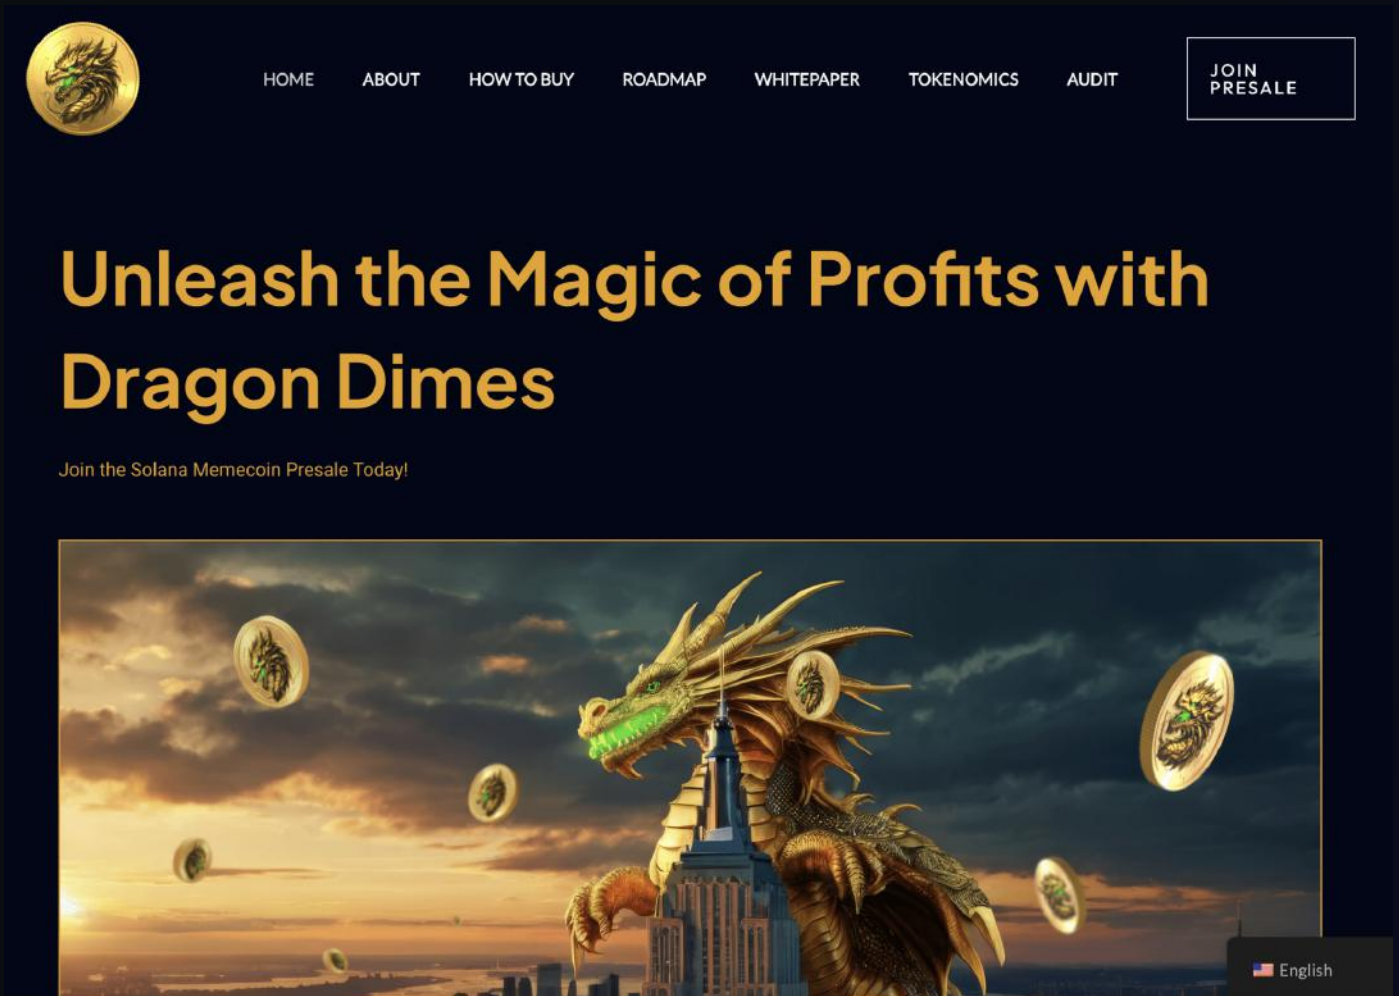 HOME
ABOUT
HOW TO BUY
ROADMAP
WHITEPAPER
TOKENOMICS
AUDIT
JOIN
PRESALE
Unleash the Magic of Profits with
Dragon Dimes
Join the Solana Memecoin Presale Today!
English